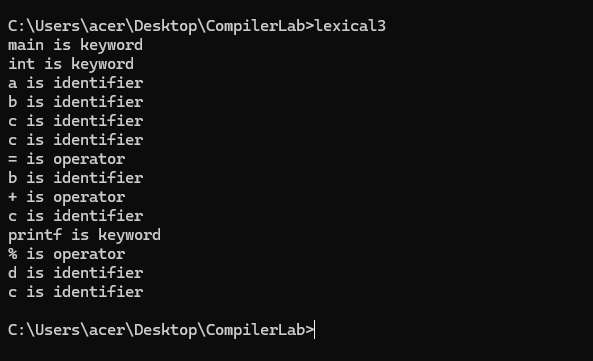 C:\Users\acer\Desktop\CompilerLab>lexical3
main is keyword
int is keyword
a is identifier
b is identifier
c is identifier
c is identifier
= is operator
b is identifier
+ is operator
c is identifier
printf is keyword
% is operator
d is identifier
c is identifier
C:\Users\acer\Desktop\CompilerLab>